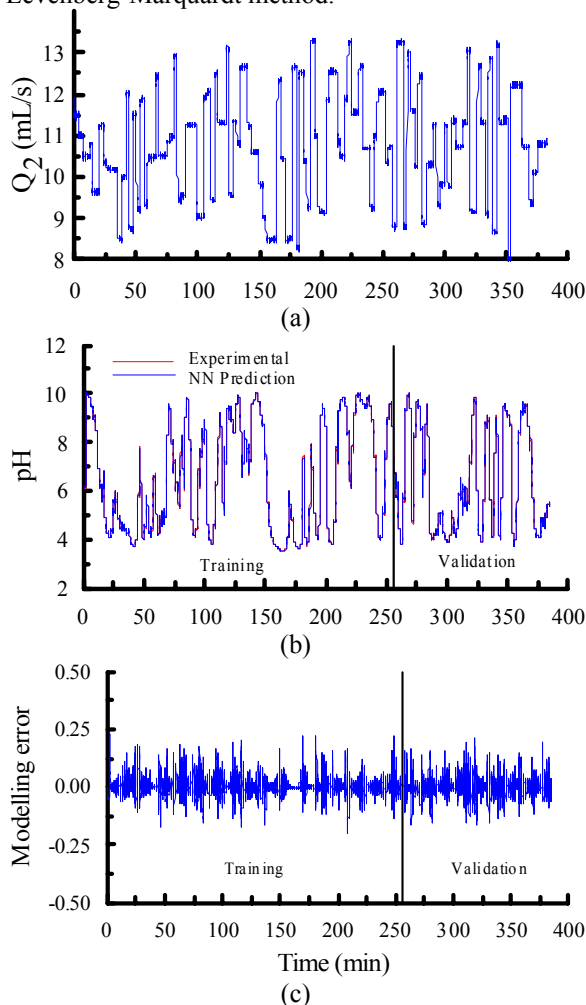 Levenberg-Marquardt method.
13
12
11
10
9
8
Q2 (mL/s)
0 50 100 150 200 250 300 350 400
(a)
12
10
8
6
4
2
pH
Experimental
NN Prediction
Training Validation
0 50 100 150 200 250 300 350 400
(b)
0.50
0.25
0.00
-0.25
-0.50
Modelling error
Training Validation
0 50 100 150 200 250 300 350 400
Time (min)
(c)